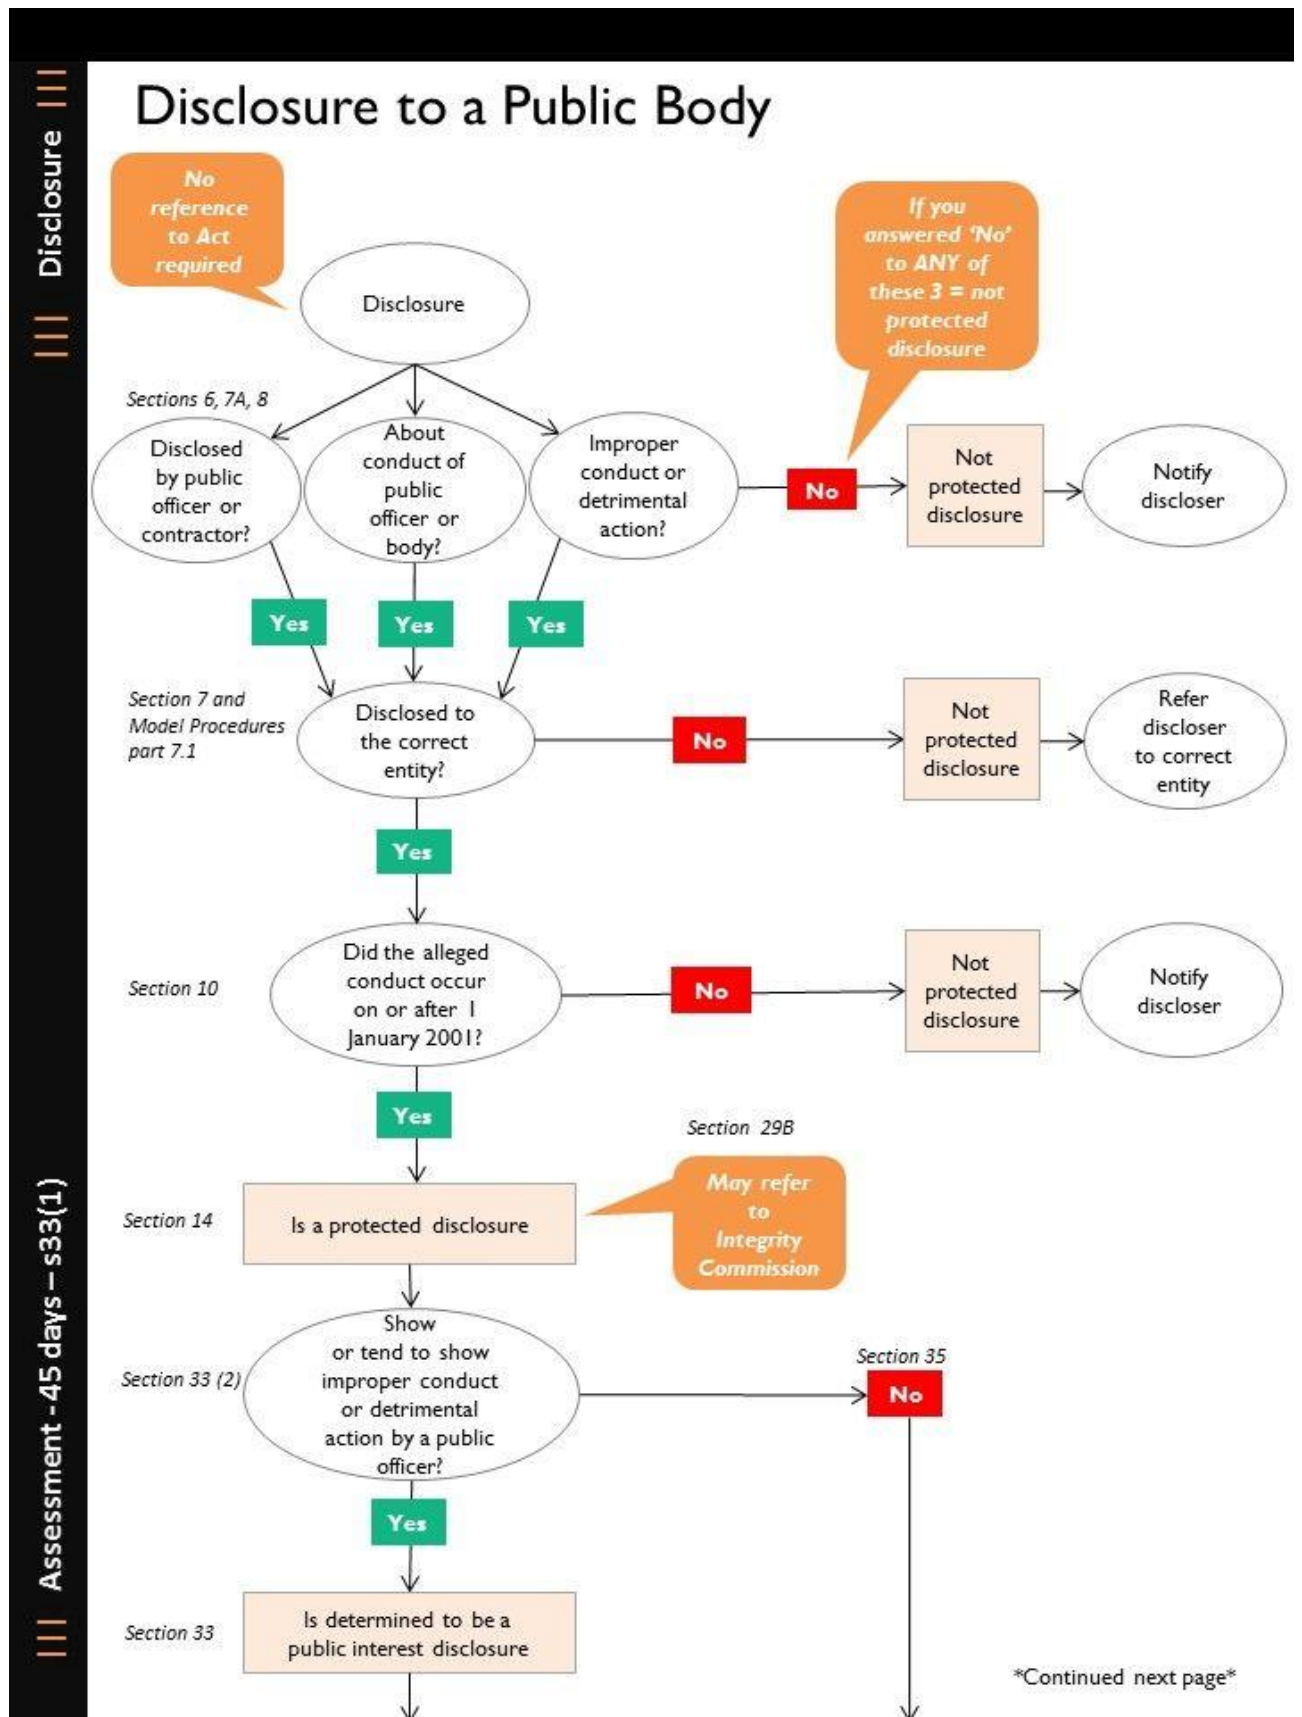 Disclosure to a Public Body
Disclosure
No
reference
to Act
required
If you
answered ‘No’
to ANY of
these 3 = not
protected
disclosure
Disclosure
Sections 6, 7A, 8
Disclosed
by public
officer or
contractor?
About
conduct of
public
officer or
body?
Improper
conduct or
detrimental
action?
No
Not
protected
disclosure
Notify
discloser
Yes
Yes
Yes
Section 7 and
Model Procedures
part 7.1
Disclosed to
the correct
entity?
No
Not
protected
disclosure
Refer
discloser
to correct
entity
Yes
Section 10
Did the alleged
conduct occur
on or after 1
January 2001?
No
Not
protected
disclosure
Notify
discloser
Yes
Section 29B
May refer
to
Integrity
Commission
Assessment -45 days – s33(1)
Section 14
Is a protected disclosure
Section 33 (2)
Show
or tend to show
improper conduct
or detrimental
action by a public
officer?
Section 35
No
Yes
Section 33
Is determined to be a
public interest disclosure
*Continued next page*